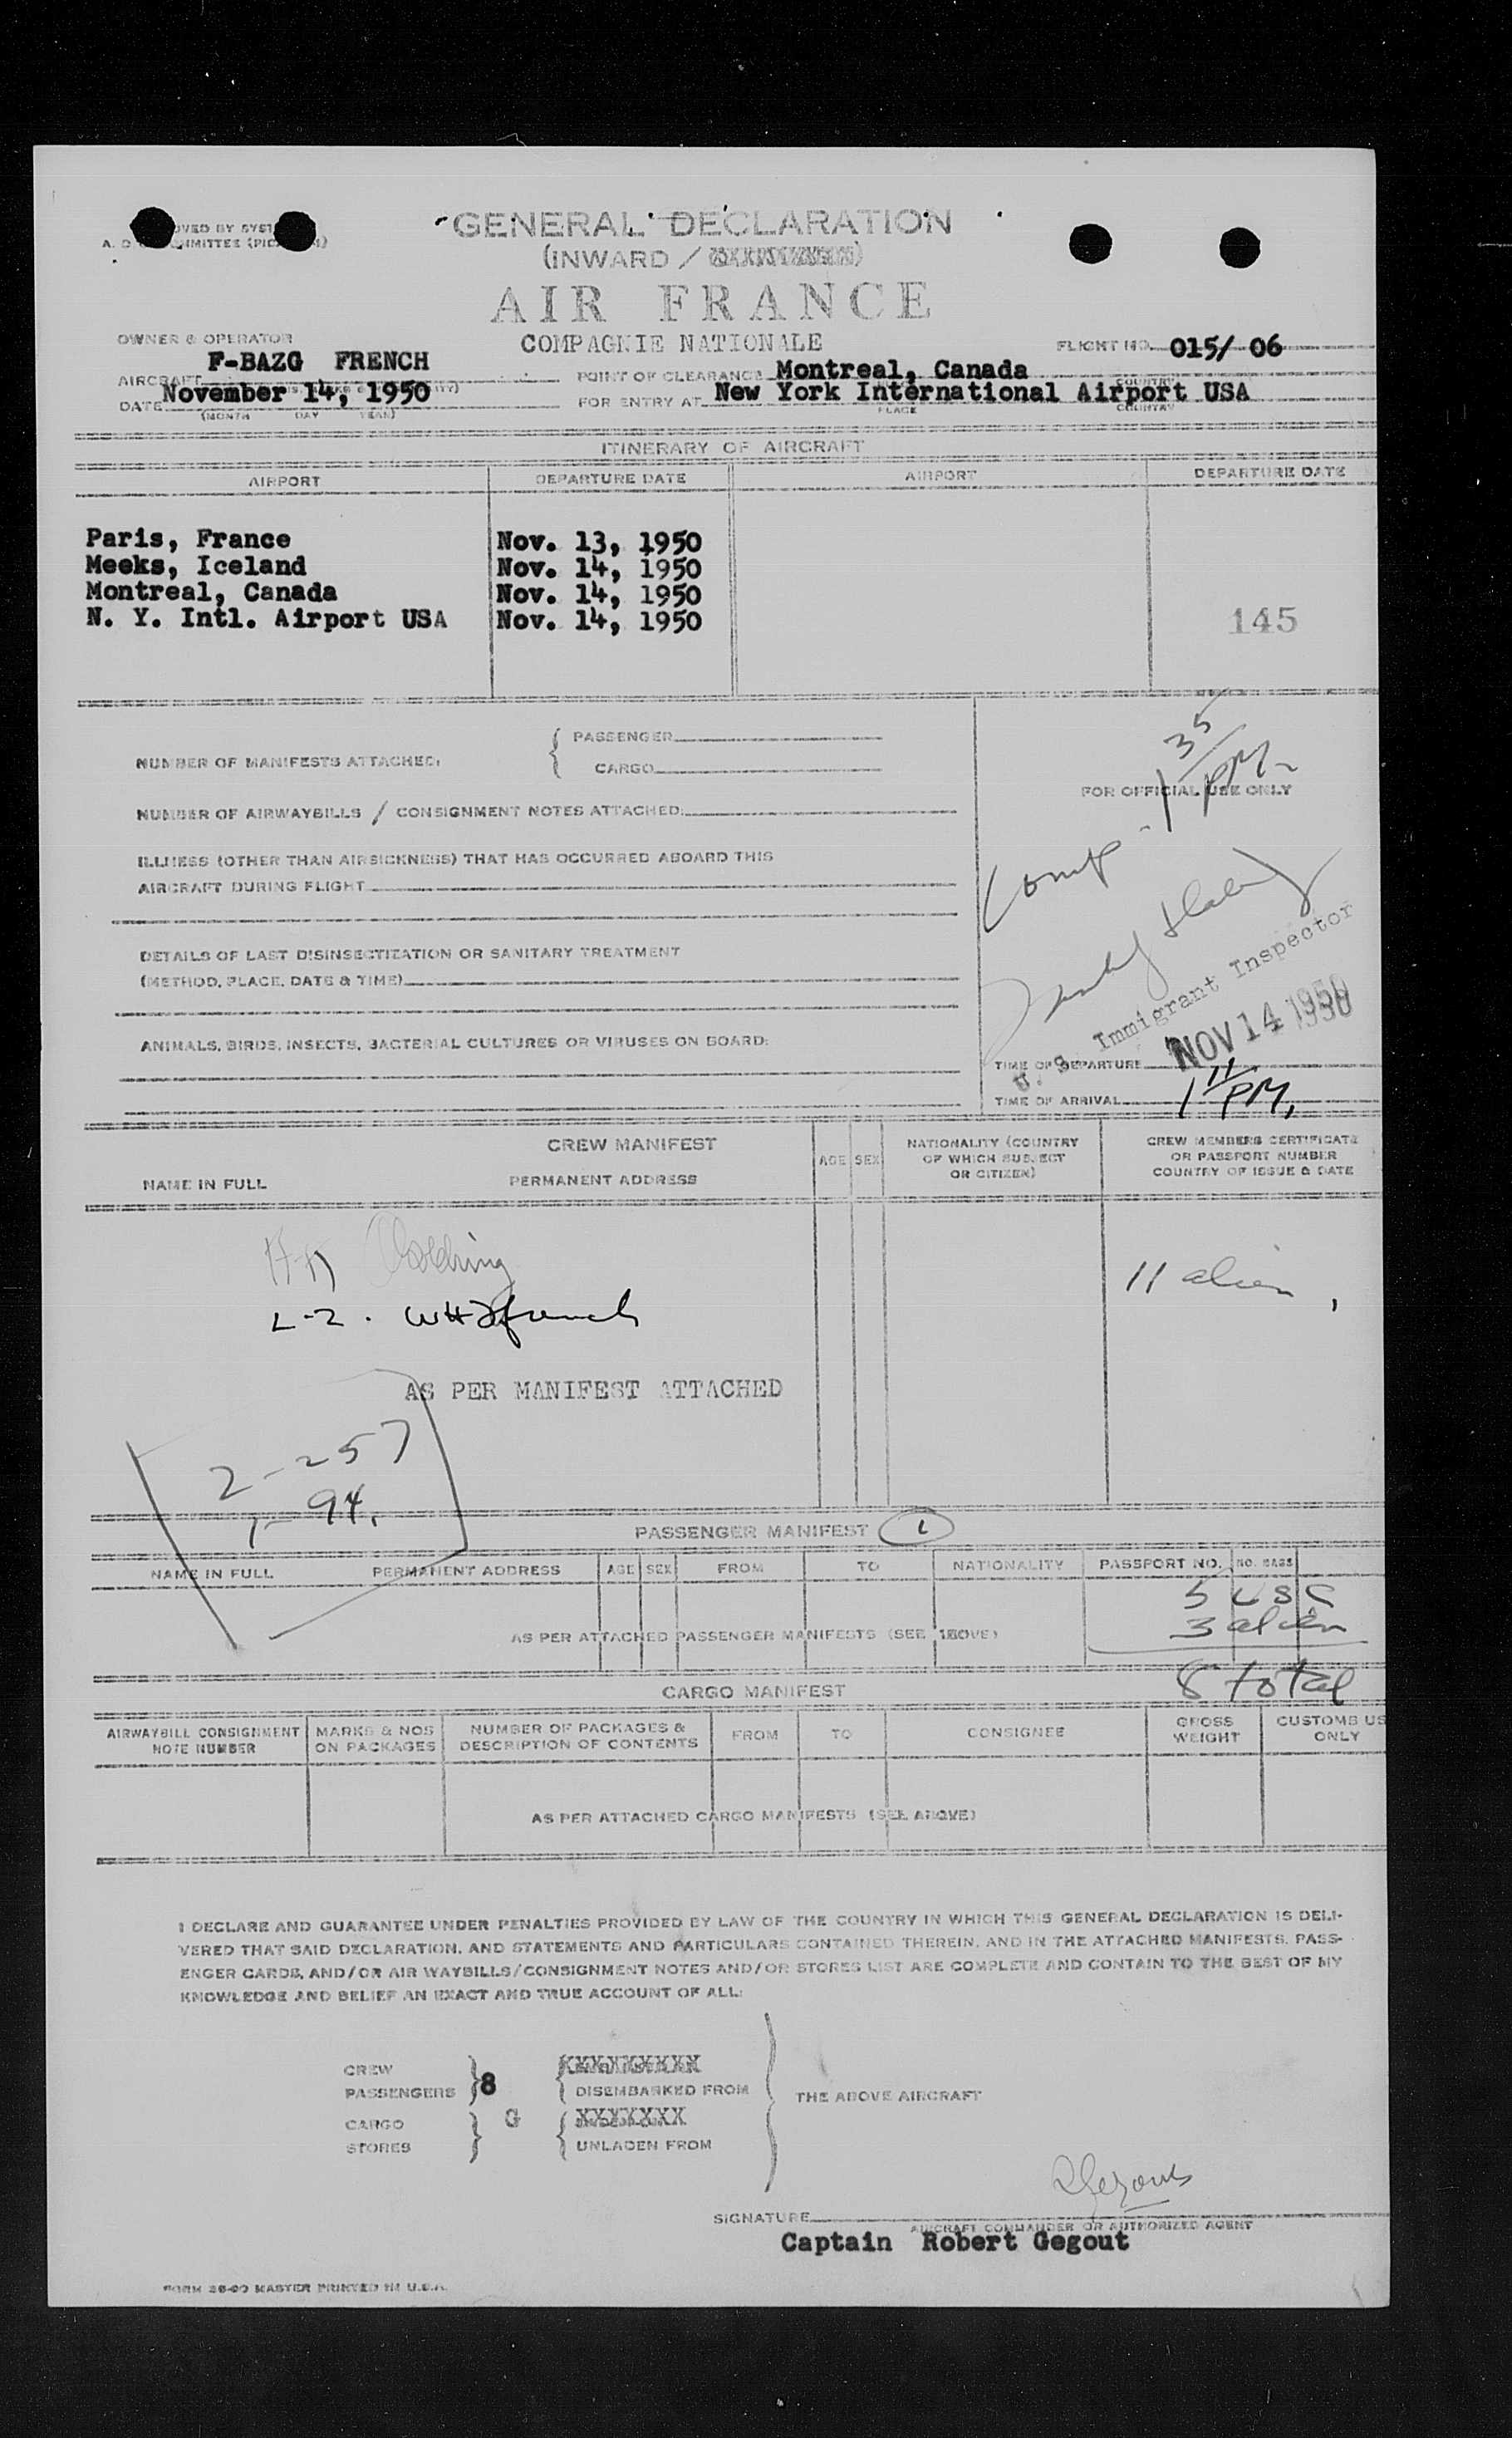 GENERAL DECLARATION
(INWARD /
AIR FRANCE
COMPAGNIE NATIONALE
OWNER & OPERATOR
FLIGHT NO. 015/ 06
AIRCRAFT F-BAZG FRENCH
POINT OF CLEARANCE Montreal, Canada
COUNTRY
DATE November 14, 1950
(MONTH DAY YEAR)
FOR ENTRY AT New York International Airport USA
PLACE COUNTRY
ITINERARY OF AIRCRAFT
AIRPORT DEPARTURE DATE AIRPORT DEPARTURE DATE
Paris, France Nov. 13, 1950
Meeks, Iceland Nov. 14, 1950
Montreal, Canada Nov. 14, 1950
N. Y. Intl. Airport USA Nov. 14, 1950
145
NUMBER OF MANIFESTS ATTACHED:
PASSENGER
CARGO
FOR OFFICIAL USE ONLY
Comp - 1 35 PM
NUMBER OF AIRWAYBILLS / CONSIGNMENT NOTES ATTACHED:
ILLNESS (OTHER THAN AIRSICKNESS) THAT HAS OCCURRED ABOARD THIS
AIRCRAFT DURING FLIGHT
DETAILS OF LAST DISINSECTIZATION OR SANITARY TREATMENT
(METHOD, PLACE, DATE & TIME)
U. S. Immigrant Inspector
ANIMALS, BIRDS, INSECTS, BACTERIAL CULTURES OR VIRUSES ON BOARD:
NOV 14 1950
TIME OF DEPARTURE
TIME OF ARRIVAL 1 11 PM.
CREW MANIFEST
NAME IN FULL
PERMANENT ADDRESS
AGE SEX
NATIONALITY (COUNTRY
OF WHICH SUBJECT
OR CITIZEN)
CREW MEMBERS CERTIFICATE
OR PASSPORT NUMBER
COUNTRY OF ISSUE & DATE
11 alien
L-2.
AS PER MANIFEST ATTACHED
2-257
1-94.
PASSENGER MANIFEST
NAME IN FULL PERMANENT ADDRESS AGE SEX FROM TO NATIONALITY PASSPORT NO. NO. BAGS
5 USC
3 alien
AS PER ATTACHED PASSENGER MANIFESTS (SEE ABOVE)
8 total
CARGO MANIFEST
AIRWAYBILL CONSIGNMENT
NOTE NUMBER
MARKS & NOS
ON PACKAGES
NUMBER OF PACKAGES &
DESCRIPTION OF CONTENTS
FROM TO CONSIGNEE
GROSS
WEIGHT
CUSTOMS US
ONLY
AS PER ATTACHED CARGO MANIFESTS (SEE ABOVE)
I DECLARE AND GUARANTEE UNDER PENALTIES PROVIDED BY LAW OF THE COUNTRY IN WHICH THIS GENERAL DECLARATION IS DELI-
VERED THAT SAID DECLARATION, AND STATEMENTS AND PARTICULARS CONTAINED THEREIN, AND IN THE ATTACHED MANIFESTS, PASS-
ENGER CARDS, AND/OR AIR WAYBILLS/CONSIGNMENT NOTES AND/OR STORES LIST ARE COMPLETE AND CONTAIN TO THE BEST OF MY
KNOWLEDGE AND BELIEF AN EXACT AND TRUE ACCOUNT OF ALL:
CREW
PASSENGERS 8
XXXXXXXXX
DISEMBARKED FROM
THE ABOVE AIRCRAFT
CARGO
STORES G
XXXXXXX
UNLADEN FROM
SIGNATURE
AIRCRAFT COMMANDER OR AUTHORIZED AGENT
Captain Robert Gegout
FORM 26-00 MASTER PRINTED IN U.S.A.